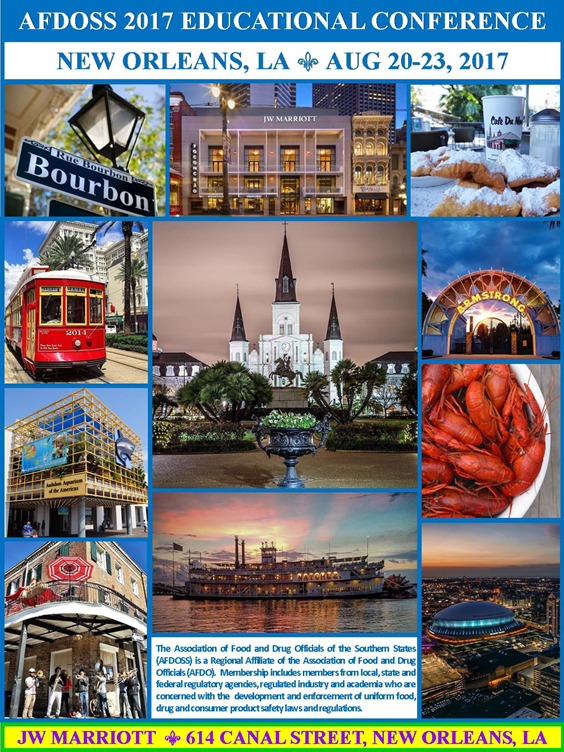 AFDOSS 2017 EDUCATIONAL CONFERENCE
NEW ORLEANS, LA ⚜ AUG 20-23, 2017
Rue Bourbon
Bourbon
JW MARRIOTT
Cafe Du
2014
ARMSTRONG
Audubon Aquarium
of the Americas
The Association of Food and Drug Officials of the Southern States
(AFDOSS) is a Regional Affiliate of the Association of Food and Drug
Officials (AFDO). Membership includes members from local, state and
federal regulatory agencies, regulated industry and academia who are
concerned with the development and enforcement of uniform food,
drug and consumer product safety laws and regulations.
JW MARRIOTT ⚜ 614 CANAL STREET, NEW ORLEANS, LA